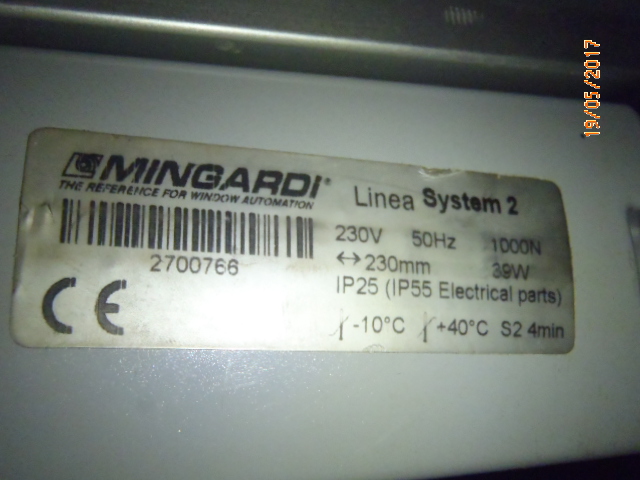 19/05/2017
MINGARDI
THE REFERENCE FOR WINDOW AUTOMATION
2700766
CE
Linea System 2
230V 50Hz 1000N
↔230mm 39W
IP25 (IP55 Electrical parts)
-10°C +40°C S2 4min